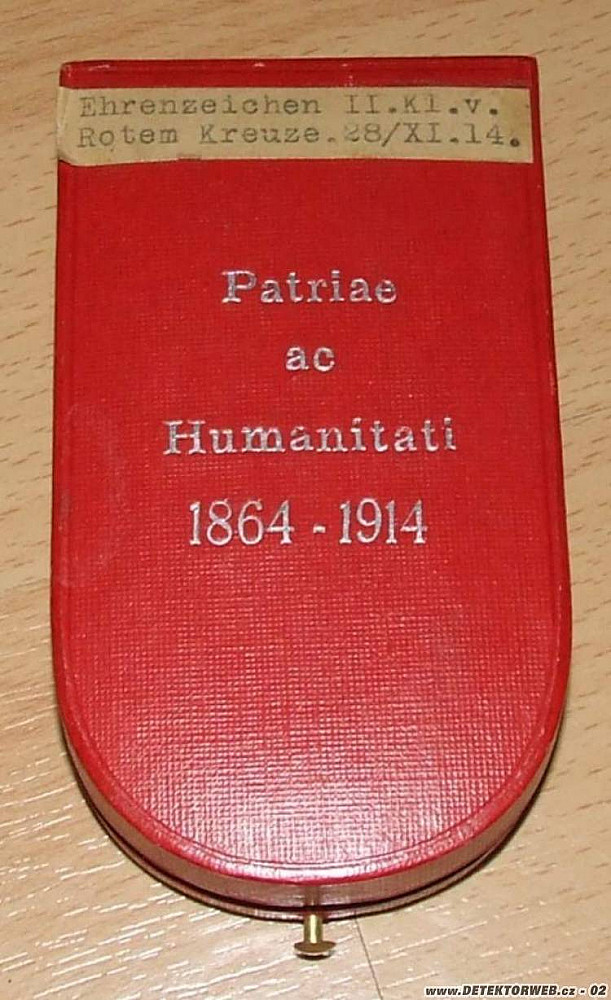 Ehrenzeichen II.Kl.v.
Rotem Kreuze.28/XI.14.
Patriae
ac
Humanitati
1864 - 1914
www.DETEKTORWEB.cz - 02